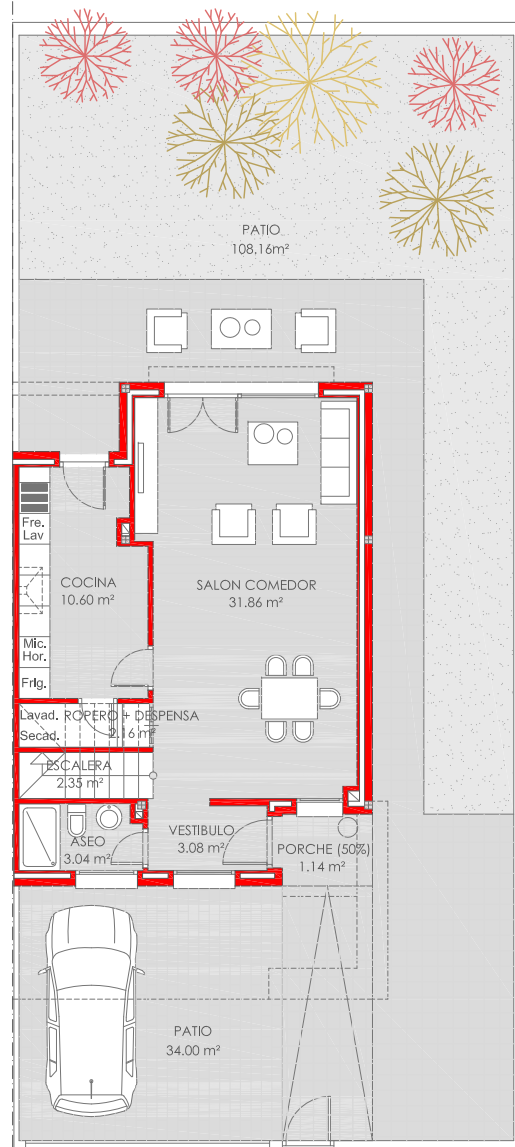 PATIO
108.16m²
Fre.
Lav
COCINA
10.60 m²
SALON COMEDOR
31.86 m²
Mic.
Hor.
Frig.
Lavad.
ROPERO + DESPENSA
2.16 m²
Secad.
ESCALERA
2.35 m²
ASEO
3.04 m²
VESTIBULO
3.08 m²
PORCHE (50%)
1.14 m²
PATIO
34.00 m²